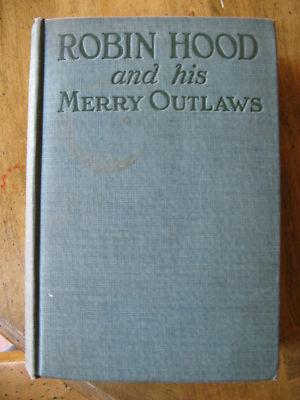 ROBIN HOOD
and his
MERRY OUTLAWS